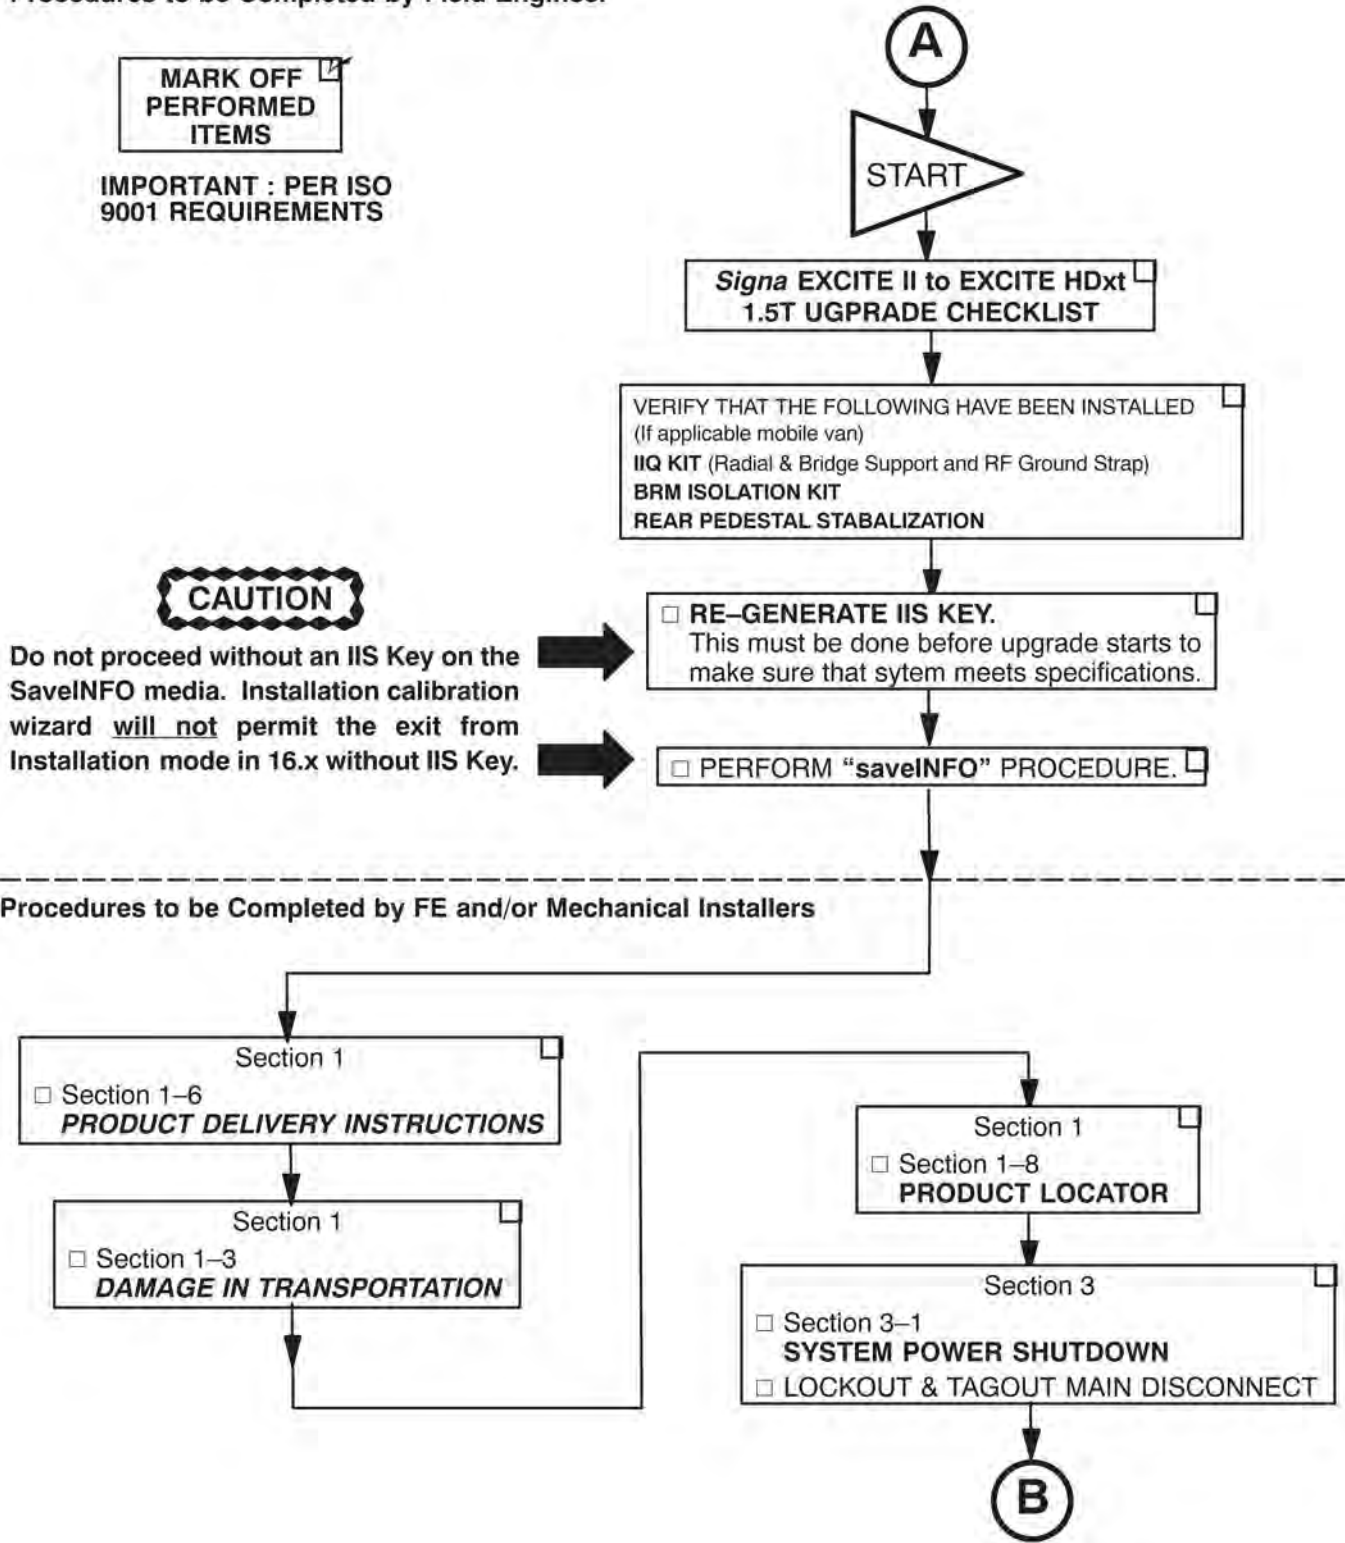 Procedures to be Completed by Field Engineer
A
MARK OFF
PERFORMED
ITEMS
IMPORTANT : PER ISO
9001 REQUIREMENTS
START
Signa EXCITE II to EXCITE HDxt
1.5T UGPRADE CHECKLIST
VERIFY THAT THE FOLLOWING HAVE BEEN INSTALLED
(If applicable mobile van)
IIQ KIT (Radial & Bridge Support and RF Ground Strap)
BRM ISOLATION KIT
REAR PEDESTAL STABALIZATION
CAUTION
Do not proceed without an IIS Key on the
SaveINFO media. Installation calibration
wizard will not permit the exit from
Installation mode in 16.x without IIS Key.
□ RE–GENERATE IIS KEY.
This must be done before upgrade starts to
make sure that sytem meets specifications.
□ PERFORM “saveINFO” PROCEDURE.
Procedures to be Completed by FE and/or Mechanical Installers
Section 1
□ Section 1–6
PRODUCT DELIVERY INSTRUCTIONS
Section 1
□ Section 1–3
DAMAGE IN TRANSPORTATION
Section 1
□ Section 1–8
PRODUCT LOCATOR
Section 3
□ Section 3–1
SYSTEM POWER SHUTDOWN
□ LOCKOUT & TAGOUT MAIN DISCONNECT
B